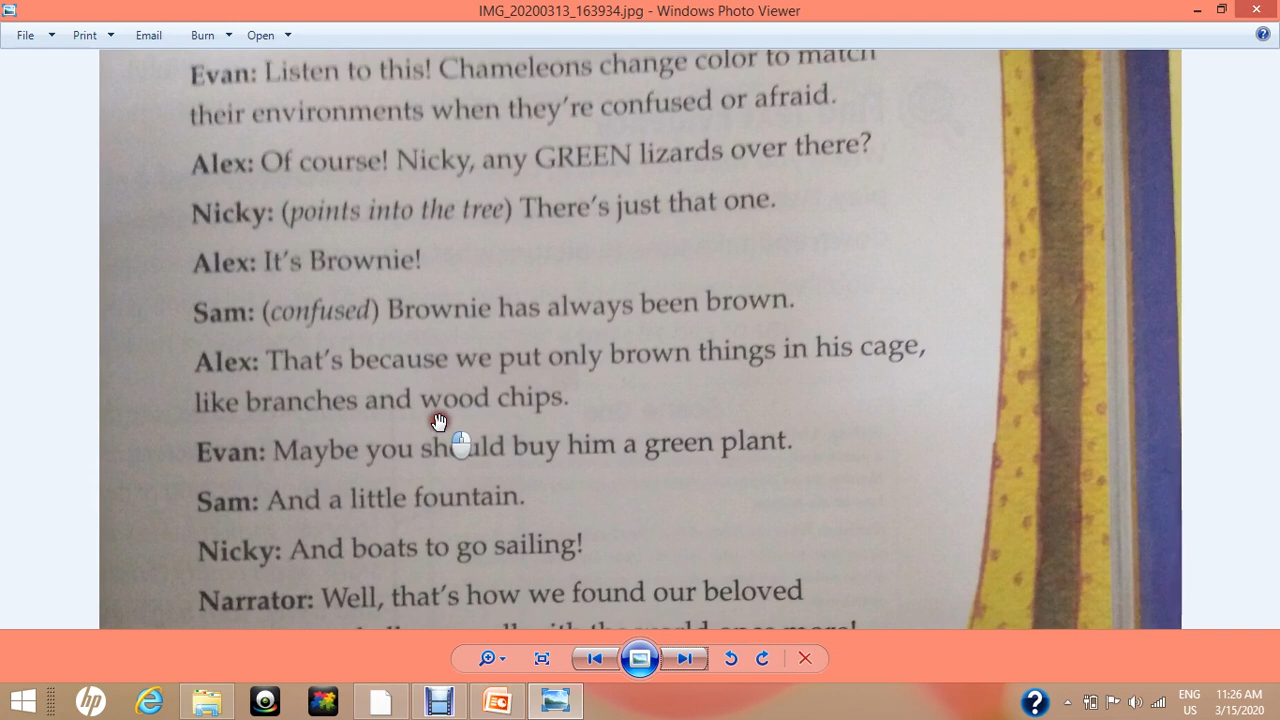 IMG_20200313_163934.jpg - Windows Photo Viewer
File Print Email Burn Open
Evan: Listen to this! Chameleons change color to match
their environments when they're confused or afraid.
Alex: Of course! Nicky, any GREEN lizards over there?
Nicky: (points into the tree) There's just that one.
Alex: It's Brownie!
Sam: (confused) Brownie has always been brown.
Alex: That's because we put only brown things in his cage,
like branches and wood chips.
Evan: Maybe you should buy him a green plant.
Sam: And a little fountain.
Nicky: And boats to go sailing!
Narrator: Well, that's how we found our beloved
with the world once more!
ENG 11:26 AM
US 3/15/2020